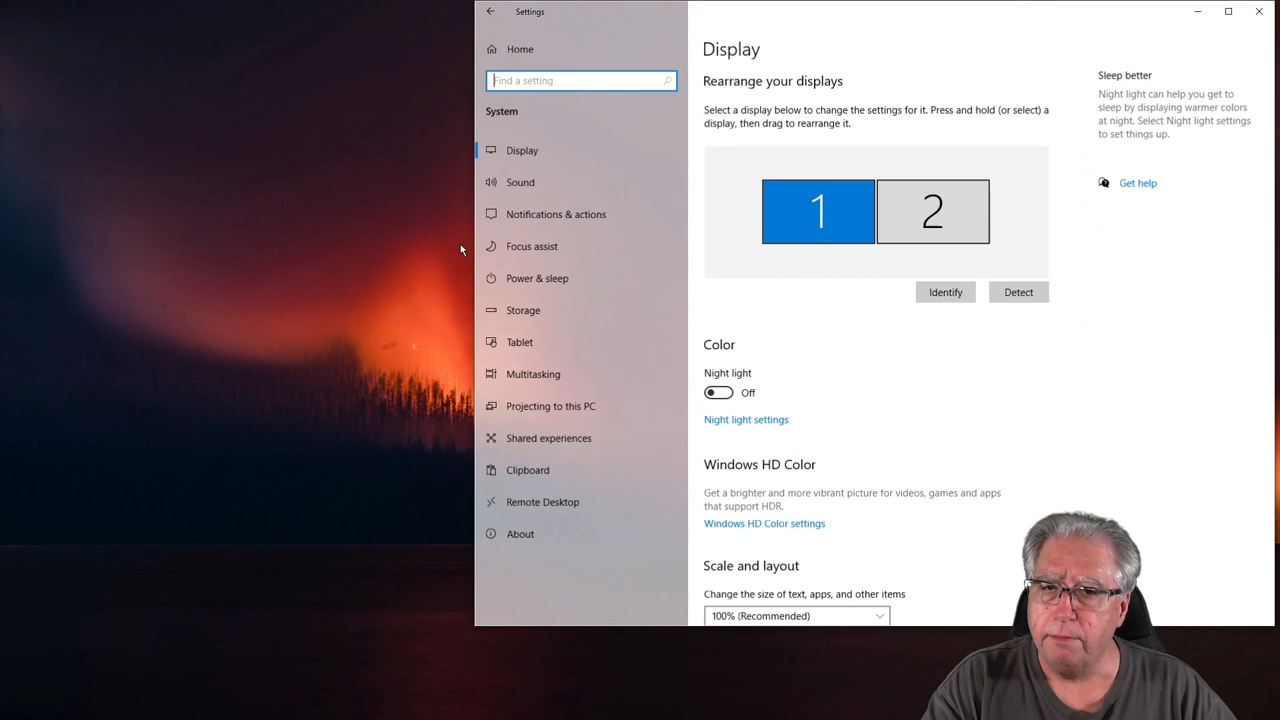 Settings
Home
Find a setting
System
Display
Sound
Notifications & actions
Focus assist
Power & sleep
Storage
Tablet
Multitasking
Projecting to this PC
Shared experiences
Clipboard
Remote Desktop
About
Display
Rearrange your displays
Select a display below to change the settings for it. Press and hold (or select) a
display, then drag to rearrange it.
1
2
Identify
Detect
Color
Night light
Off
Night light settings
Windows HD Color
Get a brighter and more vibrant picture for videos, games and apps
that support HDR.
Windows HD Color settings
Scale and layout
Change the size of text, apps, and other items
100% (Recommended)
Sleep better
Night light can help you get to
sleep by displaying warmer colors
at night. Select Night light settings
to set things up.
Get help